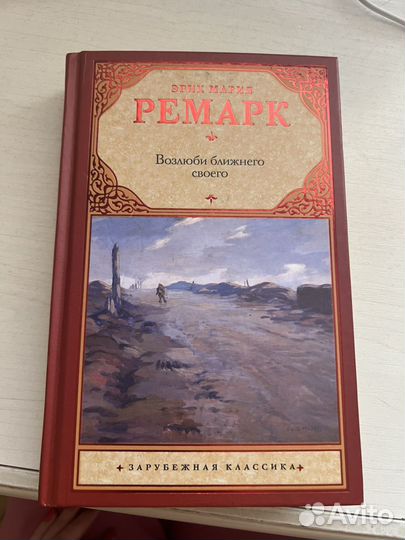 ЭРИХ МАРИЯ
РЕМАРК
Возлюби ближнего
своего
ЗАРУБЕЖНАЯ КЛАССИКА
Avito